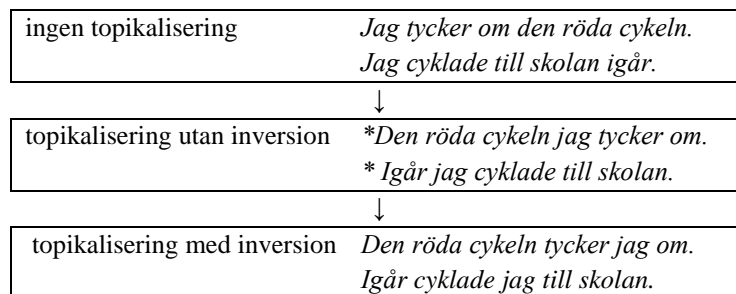 ingen topikalisering Jag tycker om den röda cykeln.
Jag cyklade till skolan igår.
↓
topikalisering utan inversion *Den röda cykeln jag tycker om.
* Igår jag cyklade till skolan.
↓
topikalisering med inversion Den röda cykeln tycker jag om.
Igår cyklade jag till skolan.